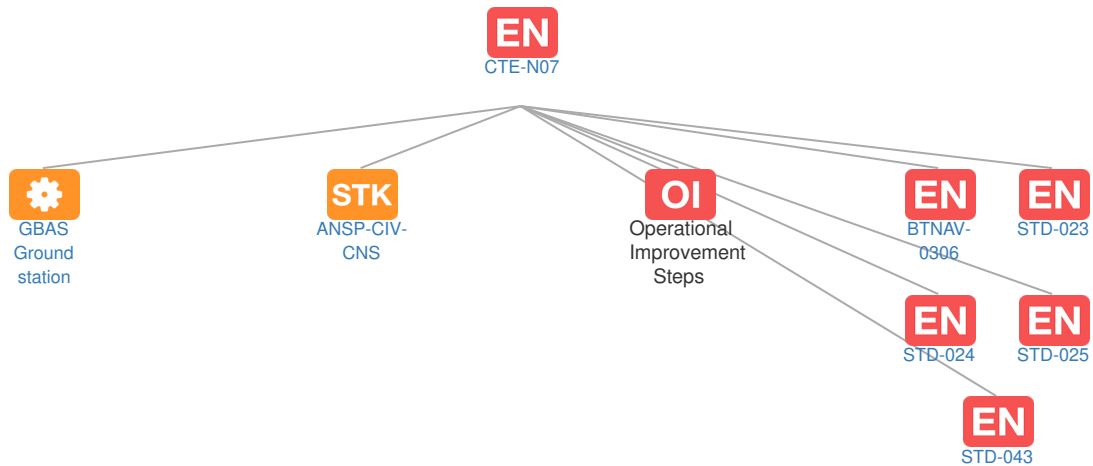 EN
CTE-N07
GBAS
Ground
station
STK
ANSP-CIV-
CNS
OI
Operational
Improvement
Steps
EN
BTNAV-
0306
EN
STD-023
EN
STD-024
EN
STD-025
EN
STD-043